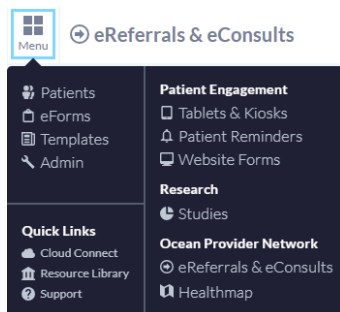 Menu
eReferrals & eConsults
Patients
eForms
Templates
Admin
Quick Links
Cloud Connect
Resource Library
Support
Patient Engagement
Tablets & Kiosks
Patient Reminders
Website Forms
Research
Studies
Ocean Provider Network
eReferrals & eConsults
Healthmap